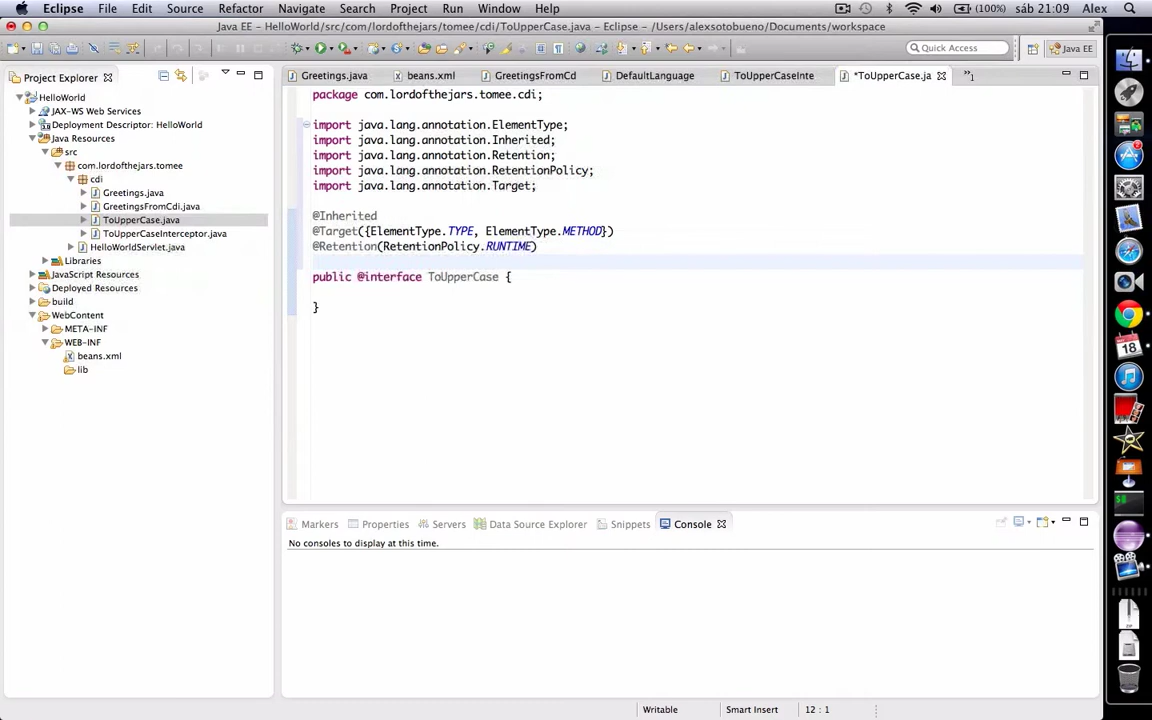 Eclipse File Edit Source Refactor Navigate Search Project Run Window Help (100%) sáb 21:09 Alex
Java EE - HelloWorld/src/com/lordofthejars/tomee/cdi/ToUpperCase.java - Eclipse - /Users/alexsotobueno/Documents/workspace
Quick Access Java EE
Project Explorer
HelloWorld
JAX-WS Web Services
Deployment Descriptor: HelloWorld
Java Resources
src
com.lordofthejars.tomee
cdi
Greetings.java
GreetingsFromCdi.java
ToUpperCase.java
ToUpperCaseInterceptor.java
HelloWorldServlet.java
Libraries
JavaScript Resources
Deployed Resources
build
WebContent
META-INF
WEB-INF
beans.xml
lib
Greetings.java beans.xml GreetingsFromCd DefaultLanguage ToUpperCaseInte *ToUpperCase.ja »1
package com.lordofthejars.tomee.cdi;
import java.lang.annotation.ElementType;
import java.lang.annotation.Inherited;
import java.lang.annotation.Retention;
import java.lang.annotation.RetentionPolicy;
import java.lang.annotation.Target;
@Inherited
@Target({ElementType.TYPE, ElementType.METHOD})
@Retention(RetentionPolicy.RUNTIME)
public @interface ToUpperCase {
}
Markers Properties Servers Data Source Explorer Snippets Console
No consoles to display at this time.
Writable Smart Insert 12 : 1
18